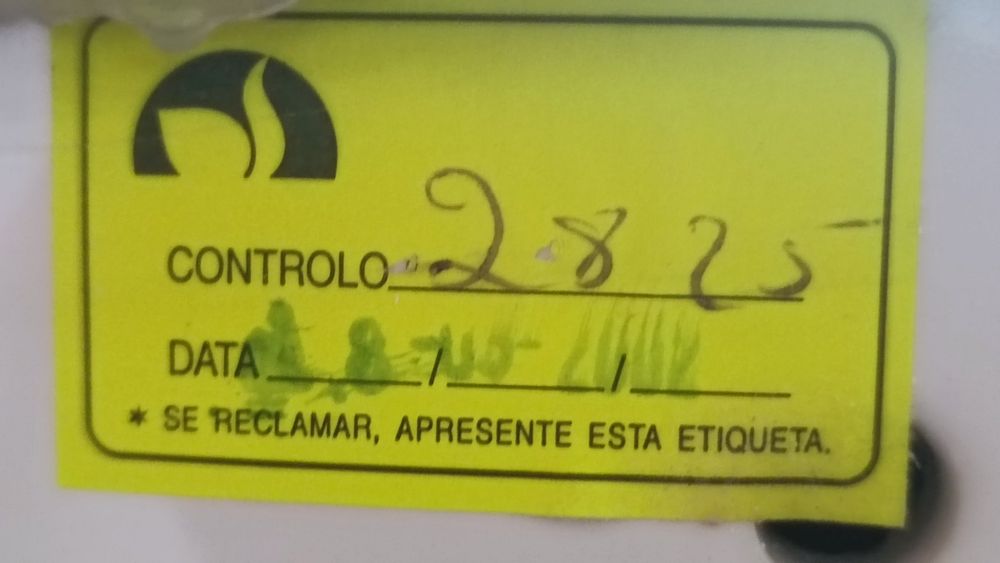 CONTROLO 2825
DATA / /
* SE RECLAMAR, APRESENTE ESTA ETIQUETA.